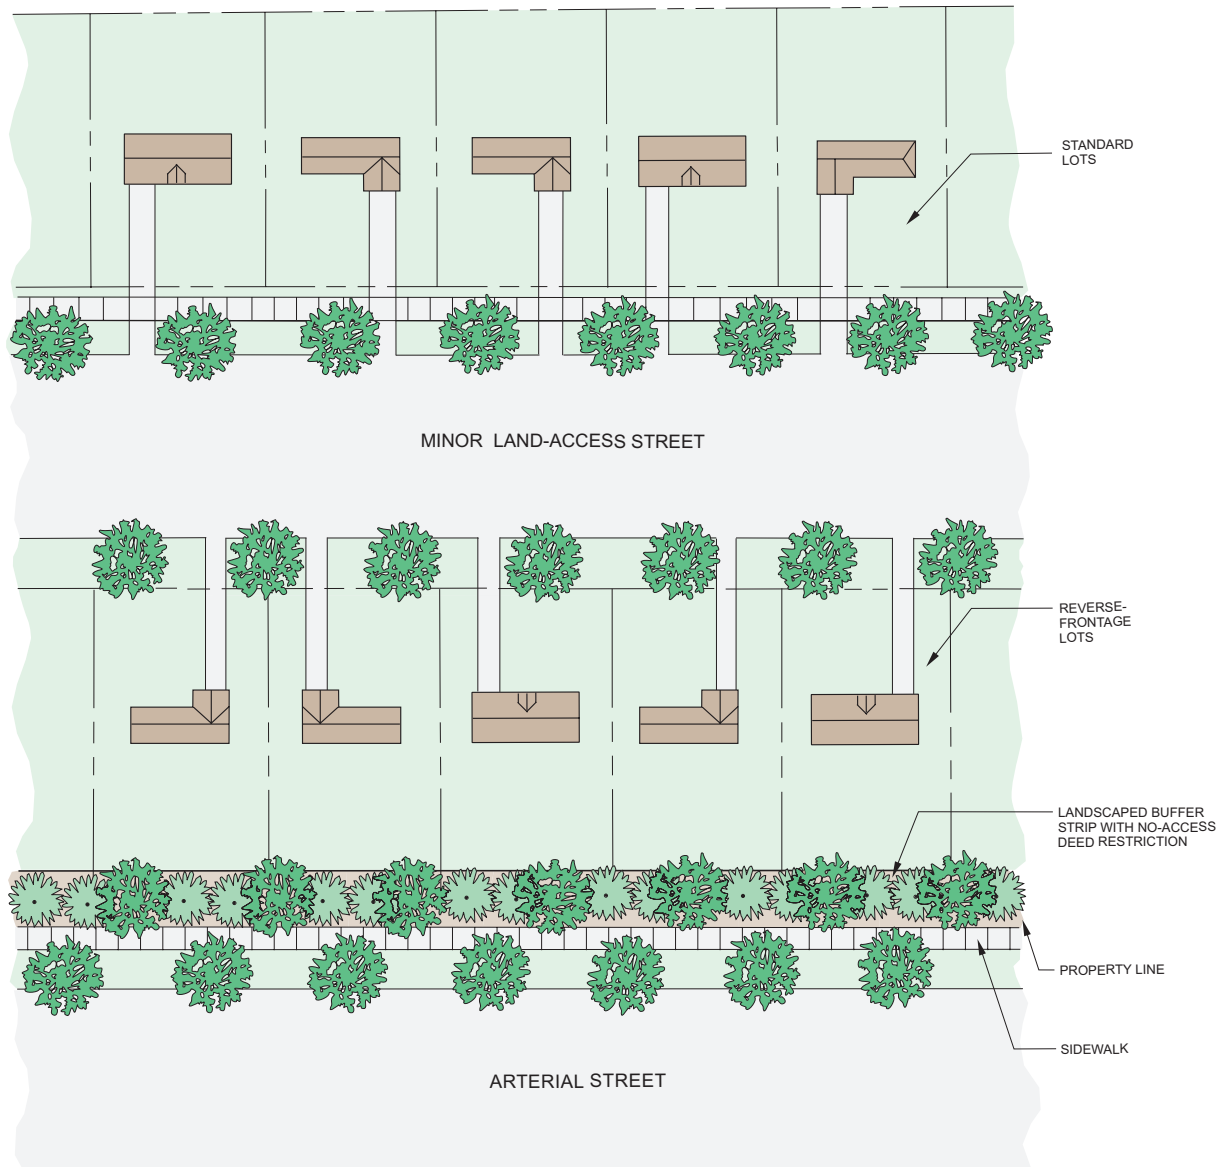 STANDARD
LOTS
MINOR LAND-ACCESS STREET
REVERSE-
FRONTAGE
LOTS
LANDSCAPED BUFFER
STRIP WITH NO-ACCESS
DEED RESTRICTION
PROPERTY LINE
SIDEWALK
ARTERIAL STREET